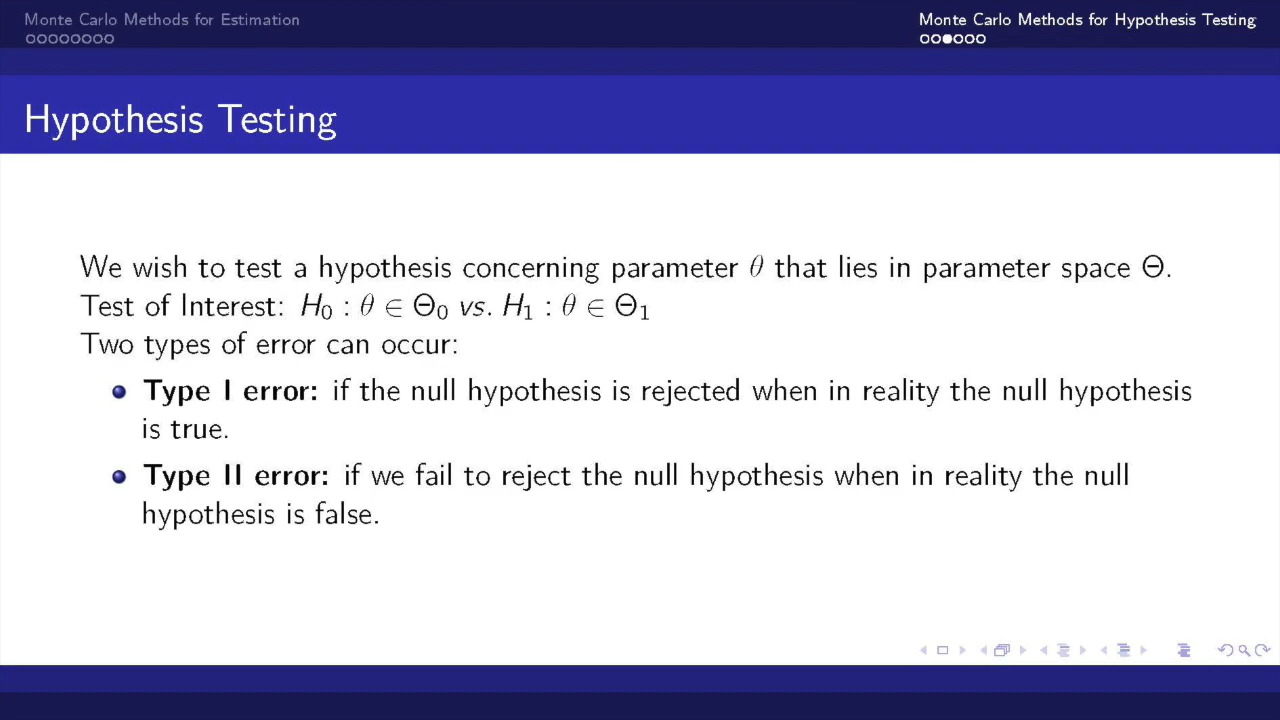 Monte Carlo Methods for Estimation
Monte Carlo Methods for Hypothesis Testing
Hypothesis Testing
We wish to test a hypothesis concerning parameter θ that lies in parameter space Θ.
Test of Interest: H₀ : θ ∈ Θ₀ vs. H₁ : θ ∈ Θ₁
Two types of error can occur:
Type I error: if the null hypothesis is rejected when in reality the null hypothesis
is true.
Type II error: if we fail to reject the null hypothesis when in reality the null
hypothesis is false.